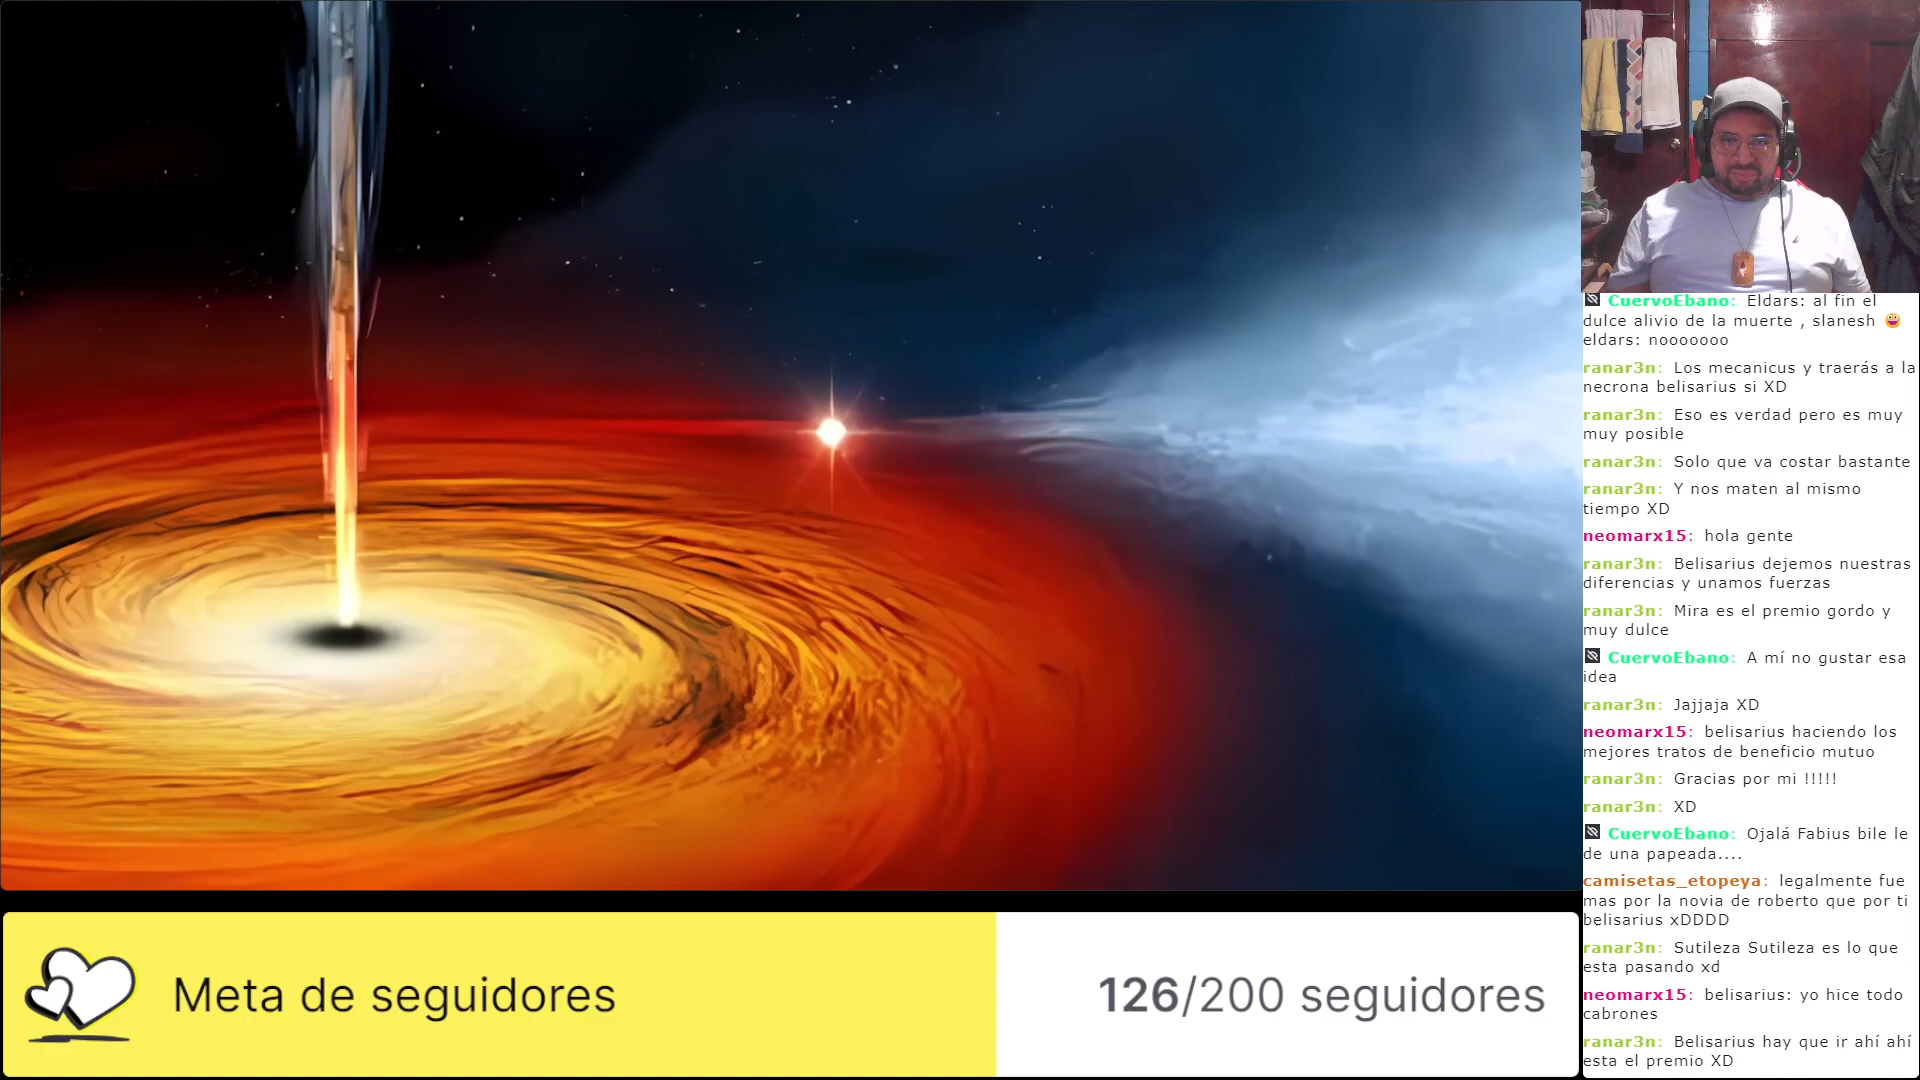 CuervoEbano: Eldars: al fin el
dulce alivio de la muerte , slanesh 😃
eldars: nooooooo
ranar3n: Los mecanicus y traerás a la
necrona belisarius si XD
ranar3n: Eso es verdad pero es muy
muy posible
ranar3n: Solo que va costar bastante
ranar3n: Y nos maten al mismo
tiempo XD
neomarx15: hola gente
ranar3n: Belisarius dejemos nuestras
diferencias y unamos fuerzas
ranar3n: Mira es el premio gordo y
muy dulce
CuervoEbano: A mí no gustar esa
idea
ranar3n: Jajjaja XD
neomarx15: belisarius haciendo los
mejores tratos de beneficio mutuo
ranar3n: Gracias por mi !!!!!
ranar3n: XD
CuervoEbano: Ojalá Fabius bile le
de una papeada....
camisetas_etopeya: legalmente fue
mas por la novia de roberto que por ti
belisarius xDDDD
ranar3n: Sutileza Sutileza es lo que
esta pasando xd
neomarx15: belisarius: yo hice todo
cabrones
ranar3n: Belisarius hay que ir ahí ahí
esta el premio XD
Meta de seguidores
126/200 seguidores